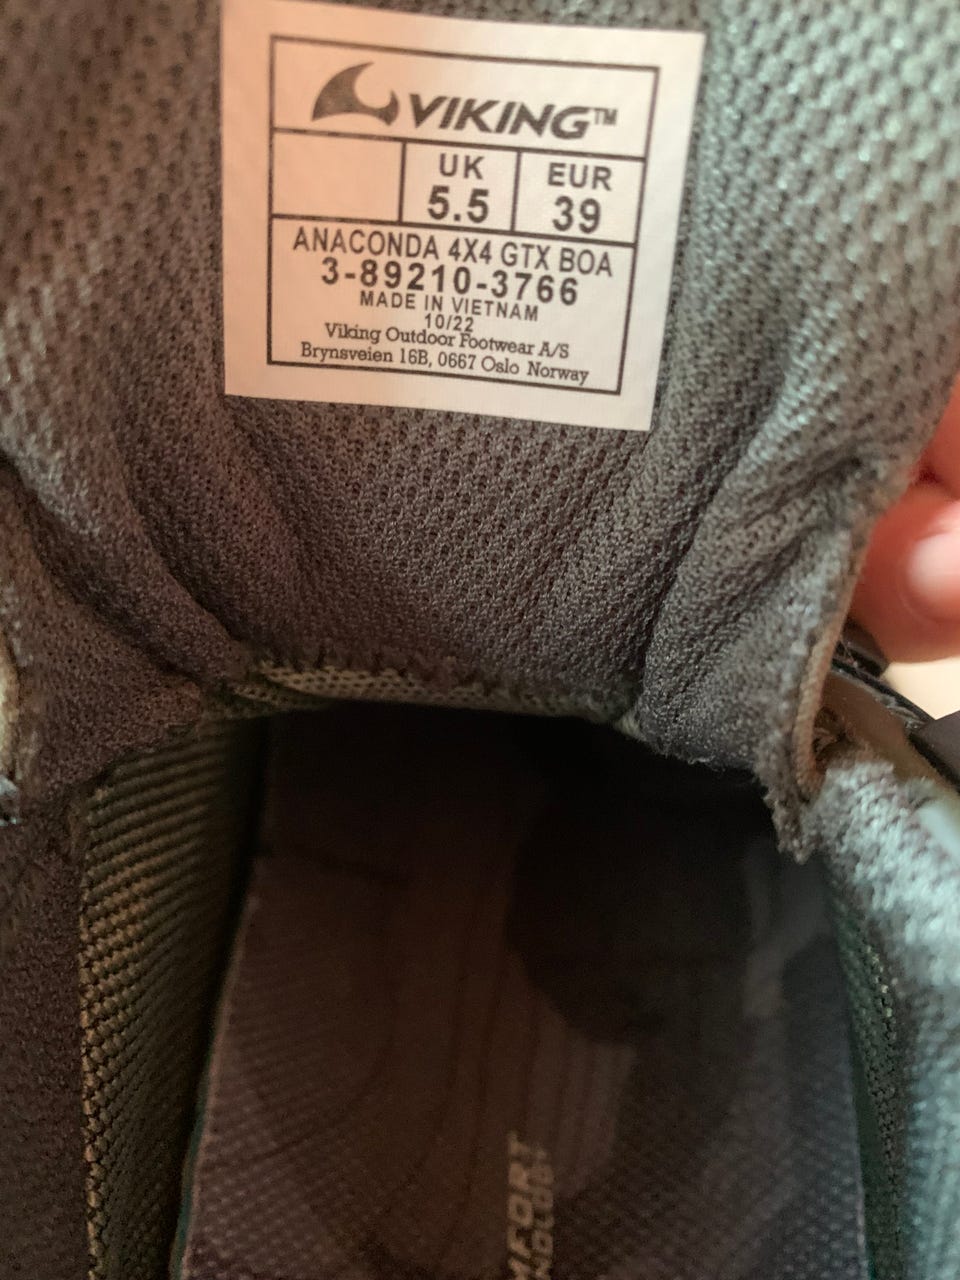 VIKING™
UK
5.5
EUR
39
ANACONDA 4X4 GTX BOA
3-89210-3766
MADE IN VIETNAM
10/22
Viking Outdoor Footwear A/S
Brynsveien 16B, 0667 Oslo Norway